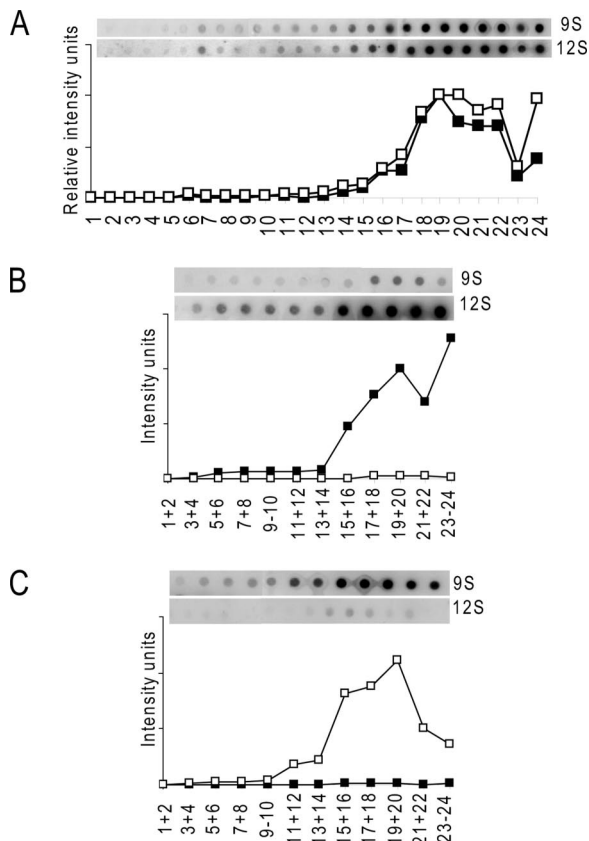 A
9S
12S
Relative intensity units
1 2 3 4 5 6 7 8 9 10 11 12 13 14 15 16 17 18 19 20 21 22 23 24
B
9S
12S
Intensity units
1+2 3+4 5+6 7+8 9-10 11+12 13+14 15+16 17+18 19+20 21+22 23-24
C
9S
12S
Intensity units
1+2 3+4 5+6 7+8 9-10 11+12 13+14 15+16 17+18 19+20 21+22 23-24